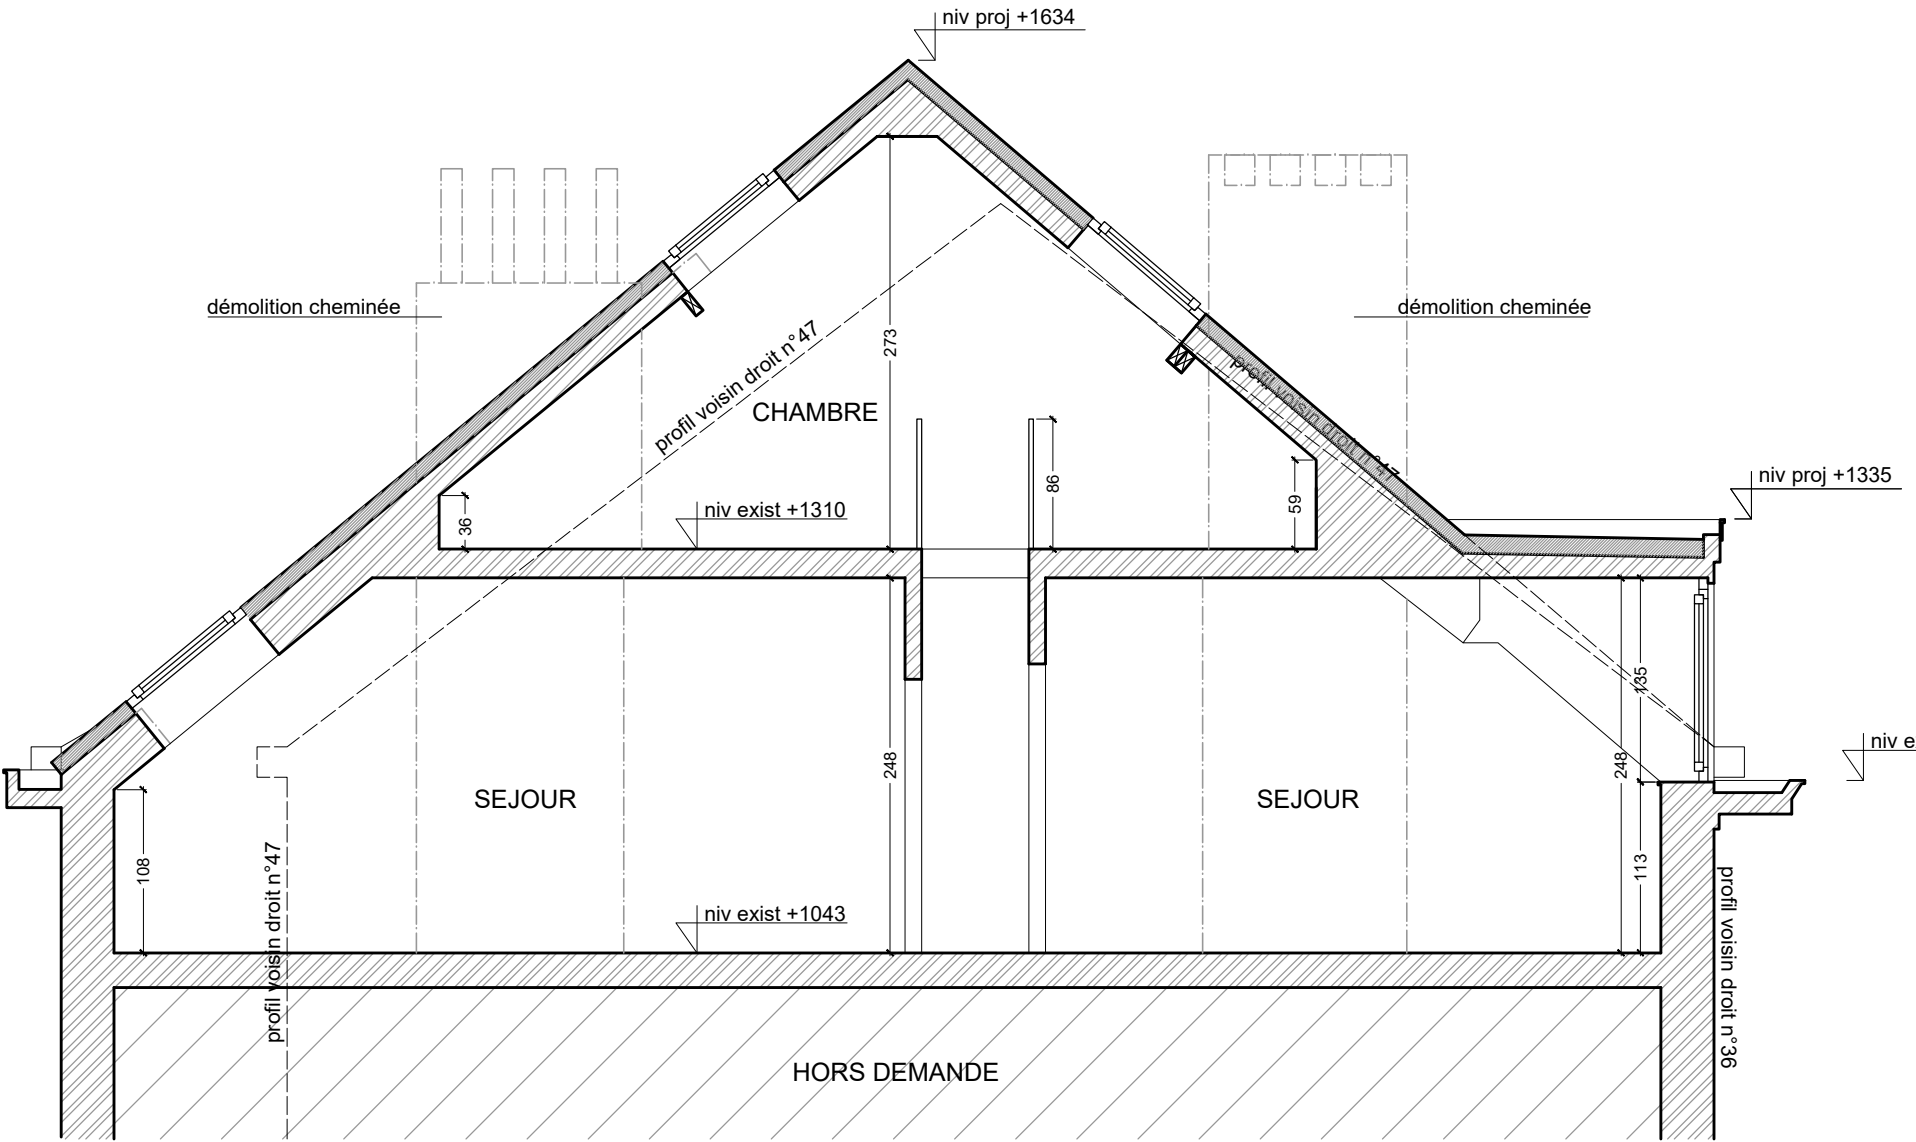 niv proj +1634
démolition cheminée
démolition cheminée
profil voisin droit n°47
273
profil voisin droit n°47
CHAMBRE
niv proj +1335
86
59
36
niv exist +1310
135
niv e
248
248
SEJOUR
SEJOUR
108
113
profil voisin droit n°47
niv exist +1043
profil voisin droit n°36
HORS DEMANDE